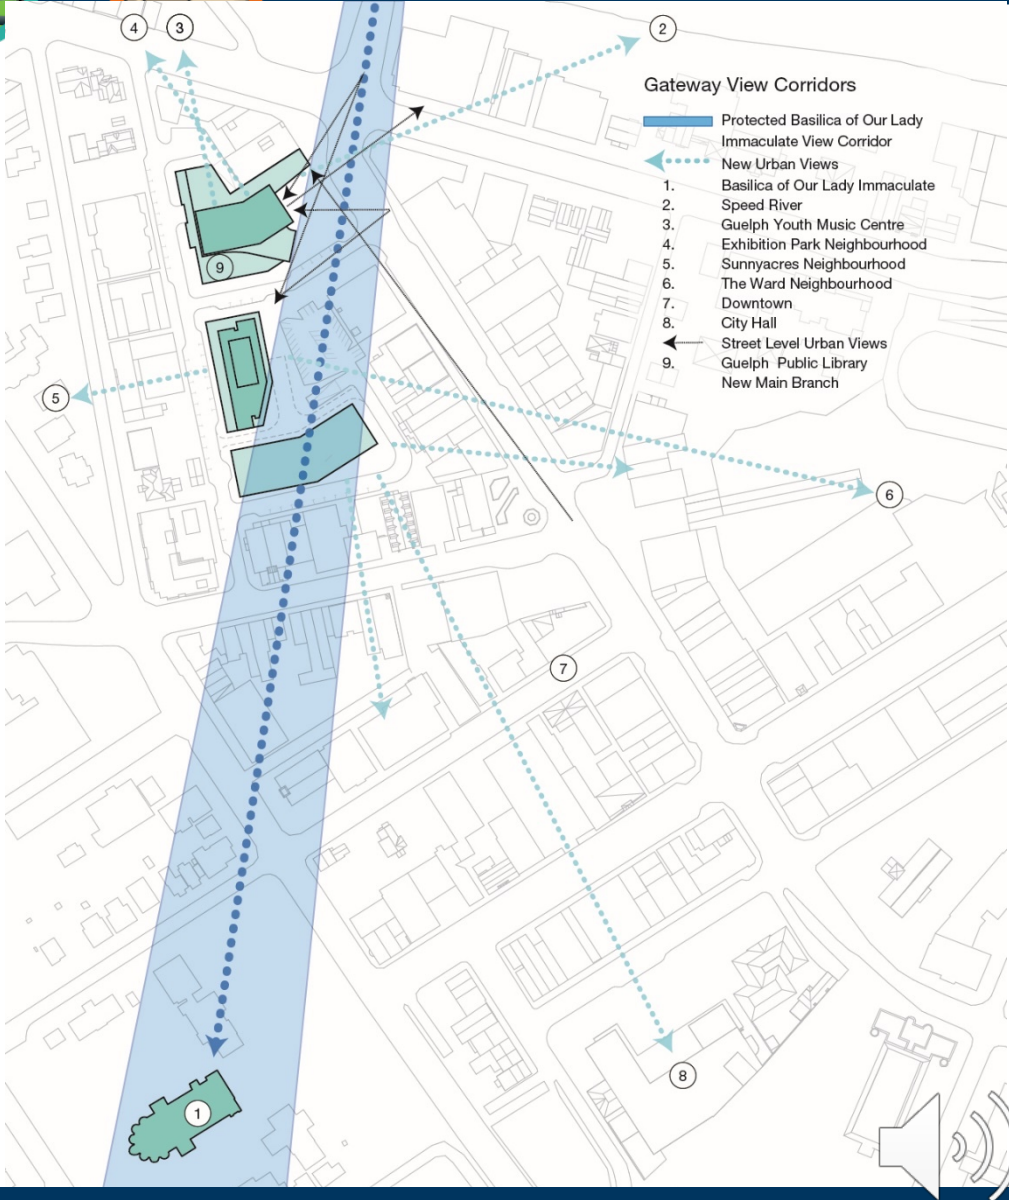 4
3
2
Gateway View Corridors
Protected Basilica of Our Lady
Immaculate View Corridor
New Urban Views
1. Basilica of Our Lady Immaculate
2. Speed River
3. Guelph Youth Music Centre
4. Exhibition Park Neighbourhood
5. Sunnyacres Neighbourhood
6. The Ward Neighbourhood
7. Downtown
8. City Hall
Street Level Urban Views
9. Guelph Public Library
New Main Branch
9
5
6
7
8
1